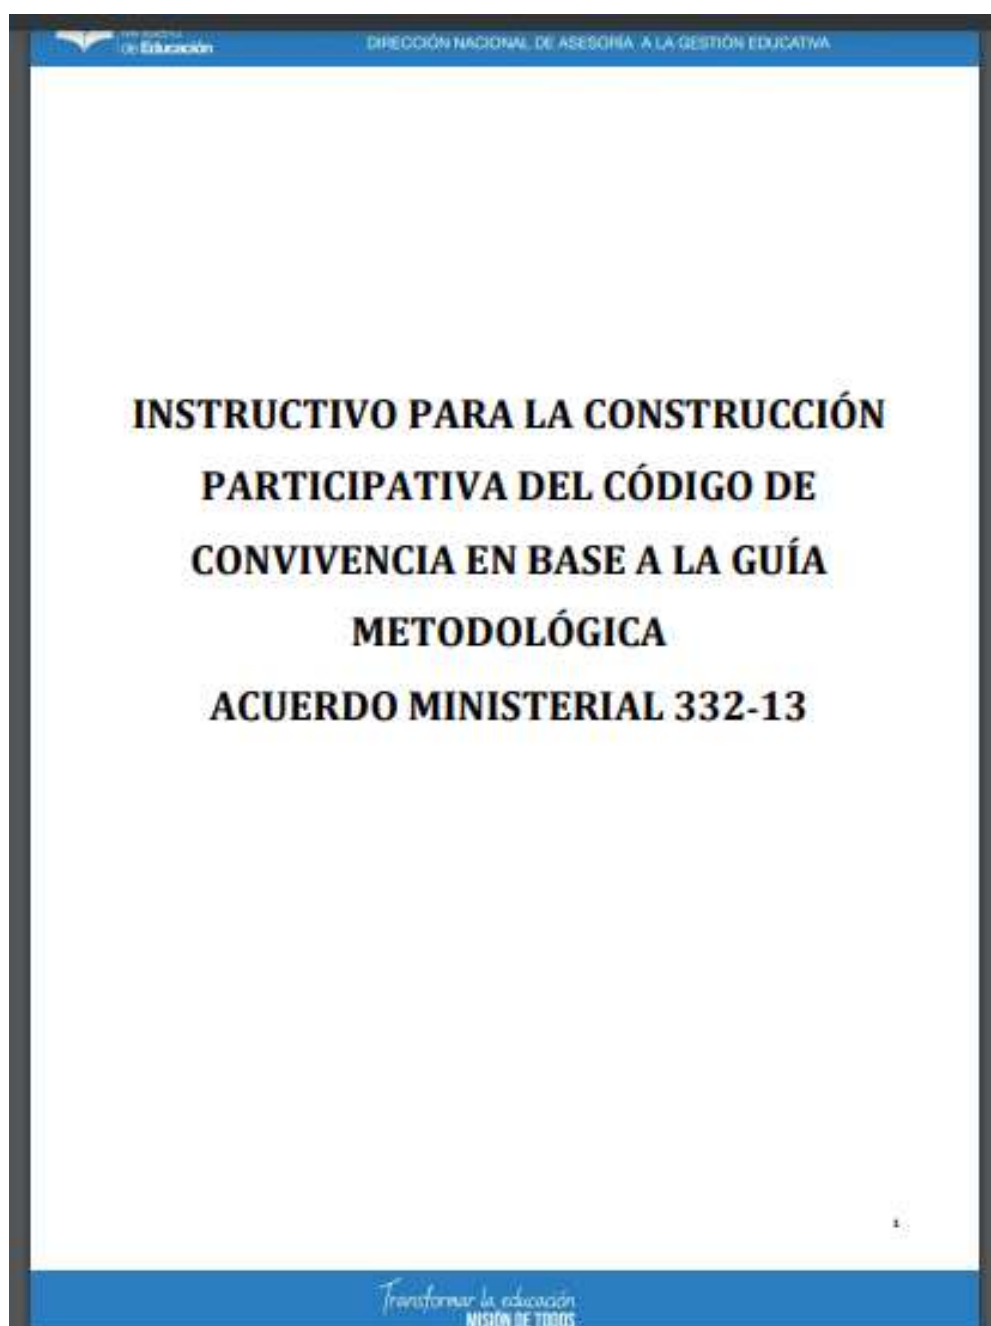 de Educación
DIRECCIÓN NACIONAL DE ASESORÍA A LA GESTIÓN EDUCATIVA
INSTRUCTIVO PARA LA CONSTRUCCIÓN
PARTICIPATIVA DEL CÓDIGO DE
CONVIVENCIA EN BASE A LA GUÍA
METODOLÓGICA
ACUERDO MINISTERIAL 332-13
1
Transformar la educación
MISIÓN DE TODOS